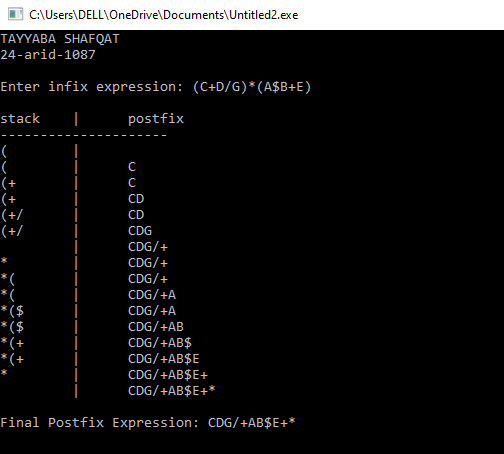 C:\Users\DELL\OneDrive\Documents\Untitled2.exe
TAYYABA SHAFQAT
24-arid-1087
Enter infix expression: (C+D/G)*(A$B+E)
stack    |      postfix
---------------------
(        |
(        |      C
(+       |      C
(+       |      CD
(+/      |      CD
(+/      |      CDG
         |      CDG/+
*        |      CDG/+
*(       |      CDG/+
*(       |      CDG/+A
*($      |      CDG/+A
*($      |      CDG/+AB
*(+      |      CDG/+AB$
*(+      |      CDG/+AB$E
*        |      CDG/+AB$E+
         |      CDG/+AB$E+*
Final Postfix Expression: CDG/+AB$E+*